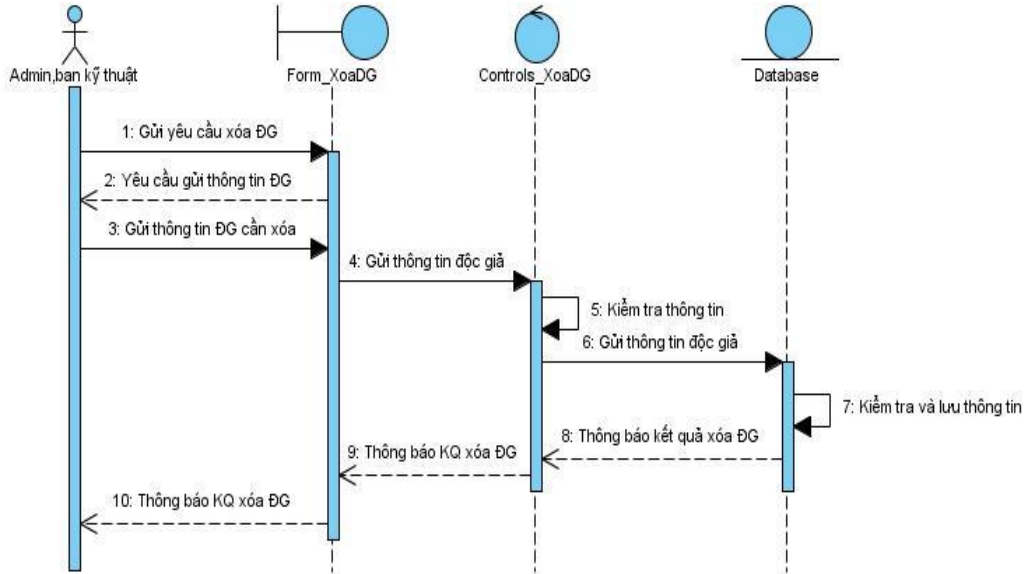 Admin,ban kỹ thuật
Form_XoaDG
Controls_XoaDG
Database
1: Gửi yêu cầu xóa ĐG
2: Yêu cầu gửi thông tin ĐG
3: Gửi thông tin ĐG cần xóa
4: Gửi thông tin độc giả
5: Kiểm tra thông tin
6: Gửi thông tin độc giả
7: Kiểm tra và lưu thông tin
8: Thông báo kết quả xóa ĐG
9: Thông báo KQ xóa ĐG
10: Thông báo KQ xóa ĐG